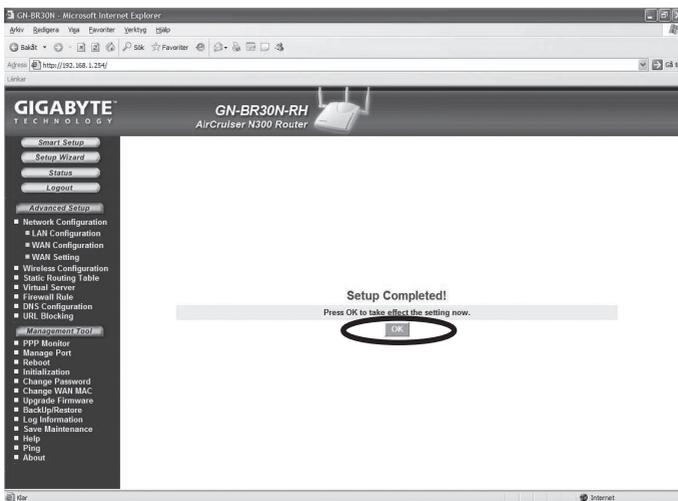 GN-BR30N - Microsoft Internet Explorer
Arkiv Redigera Visa Favoriter Verktyg Hjälp
Bakåt Sök Favoriter
Adress http://192.168.1.254/ Gå t
Länkar
GIGABYTE
TECHNOLOGY
GN-BR30N-RH
AirCruiser N300 Router
Smart Setup
Setup Wizard
Status
Logout
Advanced Setup
Network Configuration
LAN Configuration
WAN Configuration
WAN Setting
Wireless Configuration
Static Routing Table
Virtual Server
Firewall Rule
DNS Configuration
URL Blocking
Management Tool
PPP Monitor
Manage Port
Reboot
Initialization
Change Password
Change WAN MAC
Upgrade Firmware
BackUp/Restore
Log Information
Save Maintenance
Help
Ping
About
Setup Completed!
Press OK to take effect the setting now.
OK
Klar Internet